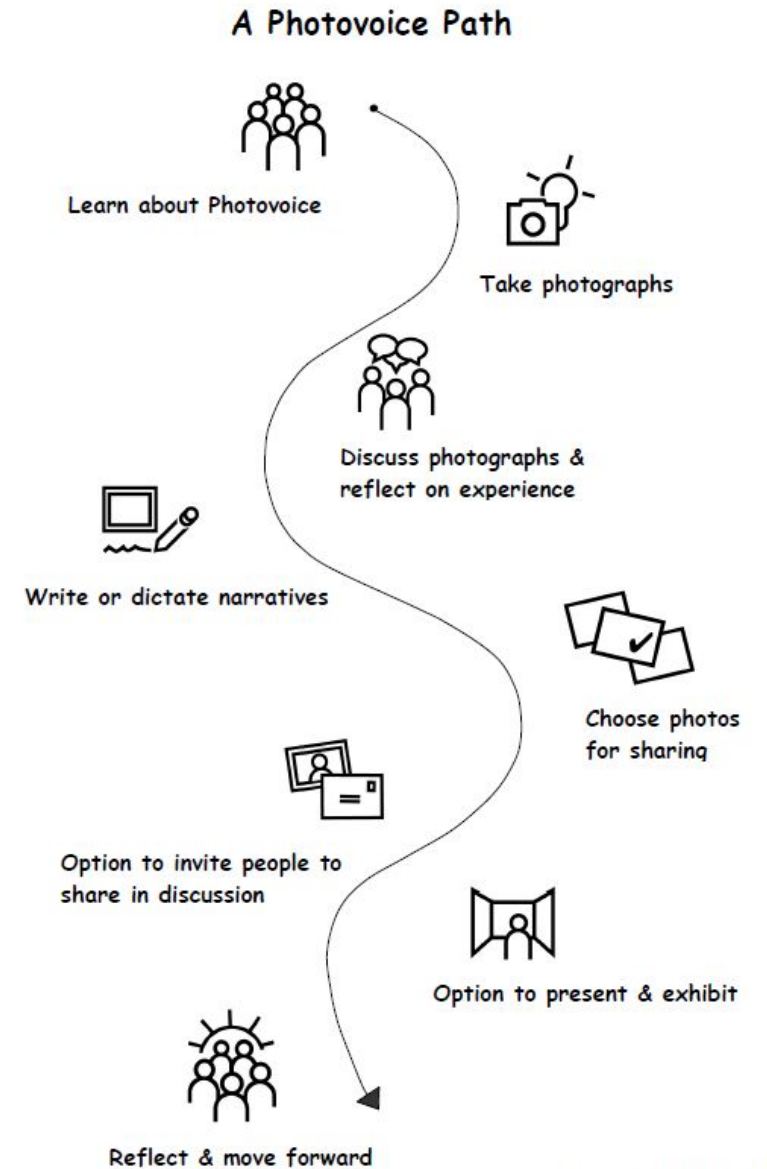 A Photovoice Path
Learn about Photovoice
Take photographs
Discuss photographs &
reflect on experience
Write or dictate narratives
Choose photos
for sharing
Option to invite people to
share in discussion
Option to present & exhibit
Reflect & move forward